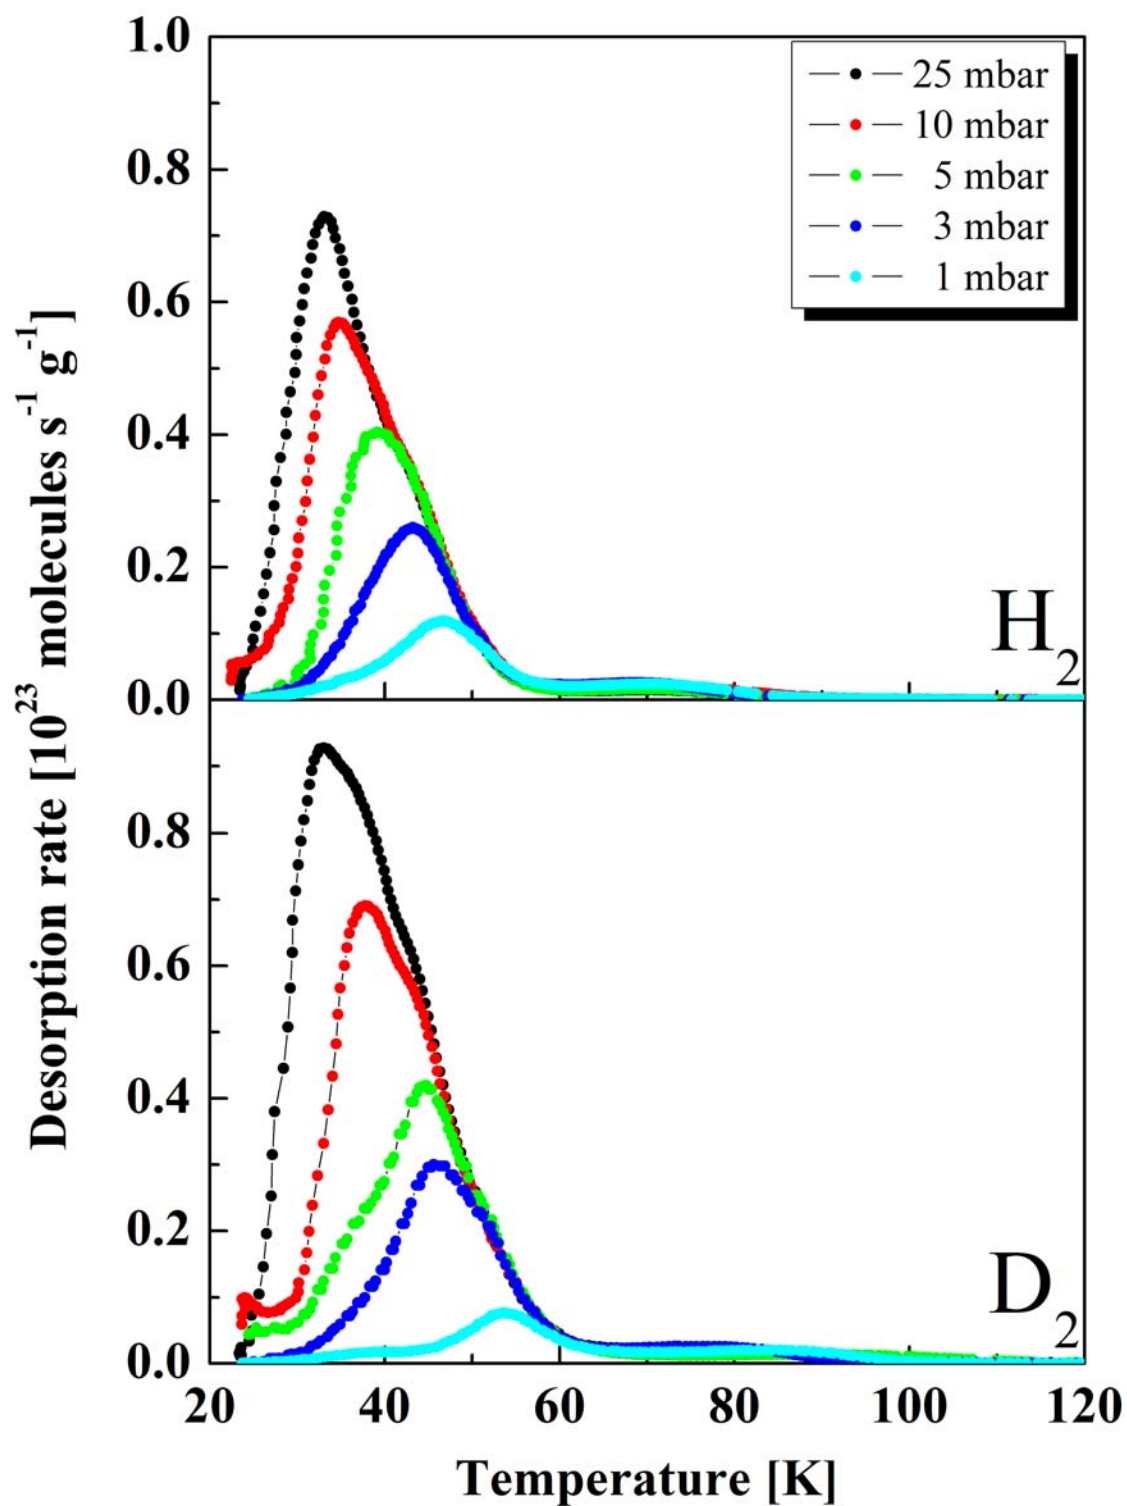 1.0
0.8
0.6
0.4
0.2
0.0
25 mbar
10 mbar
5 mbar
3 mbar
1 mbar
H₂
Desorption rate [10²³ molecules s⁻¹ g⁻¹]
0.8
0.6
0.4
0.2
0.0
D₂
20 40 60 80 100 120
Temperature [K]